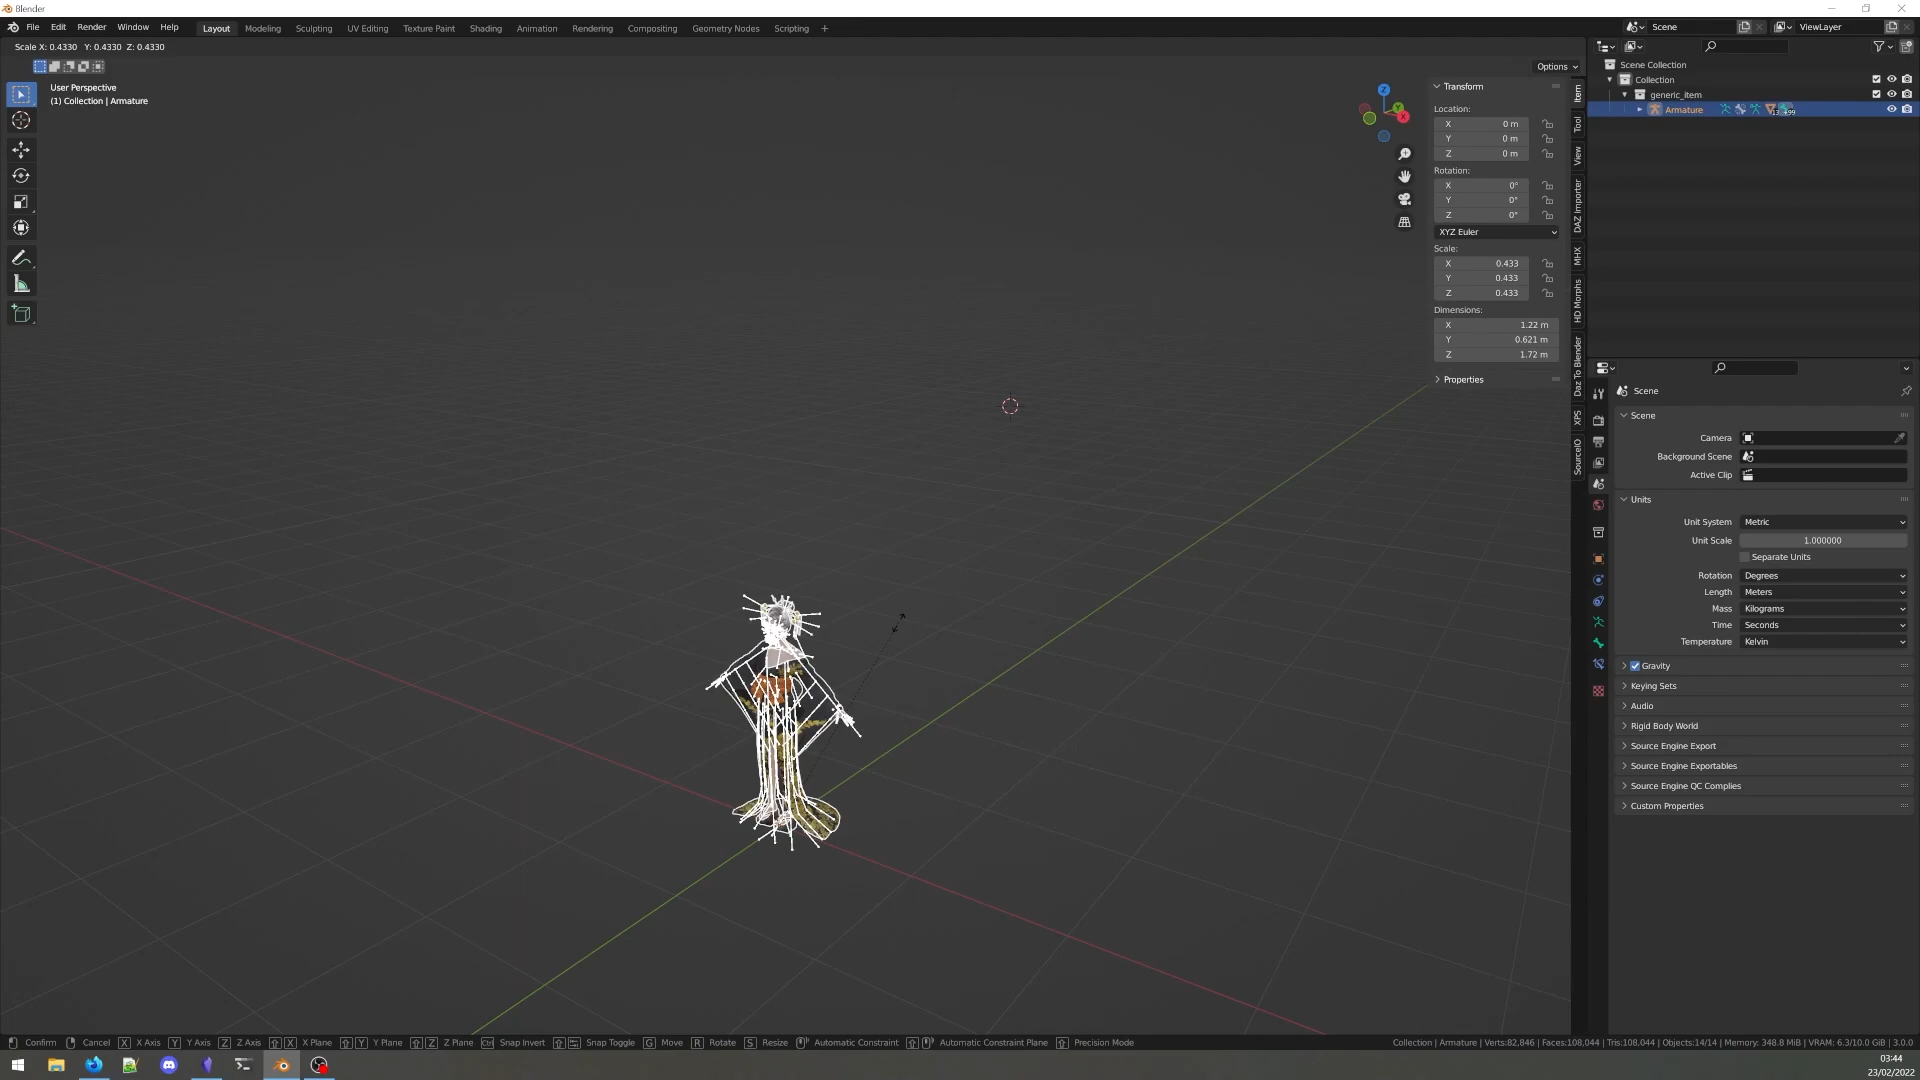 Blender
File Edit Render Window Help Layout Modeling Sculpting UV Editing Texture Paint Shading Animation Rendering Compositing Geometry Nodes Scripting + Scene ViewLayer
Scale X: 0.4330 Y: 0.4330 Z: 0.4330
Options
User Perspective
(1) Collection | Armature
Z
Y
X
Transform
Location:
X 0 m
Y 0 m
Z 0 m
Rotation:
X 0°
Y 0°
Z 0°
XYZ Euler
Scale:
X 0.433
Y 0.433
Z 0.433
Dimensions:
X 1.22 m
Y 0.621 m
Z 1.72 m
Properties
Item
Tool
View
DAZ Importer
MHX
HD Morphs
Daz To Blender
XPS
SourceIO
Scene Collection
Collection
generic_item
Armature
Scene
Scene
Camera
Background Scene
Active Clip
Units
Unit System Metric
Unit Scale 1.000000
Separate Units
Rotation Degrees
Length Meters
Mass Kilograms
Time Seconds
Temperature Kelvin
Gravity
Keying Sets
Audio
Rigid Body World
Source Engine Export
Source Engine Exportables
Source Engine QC Complies
Custom Properties
Confirm Cancel X X Axis Y Y Axis Z Z Axis X X Plane Y Y Plane Z Z Plane Ctrl Snap Invert Snap Toggle G Move R Rotate S Resize Automatic Constraint Automatic Constraint Plane Precision Mode
Collection | Armature | Verts:82,846 | Faces:108,044 | Tris:108,044 | Objects:14/14 | Memory: 348.8 MiB | VRAM: 6.3/10.0 GiB | 3.0.0
03:44
23/02/2022